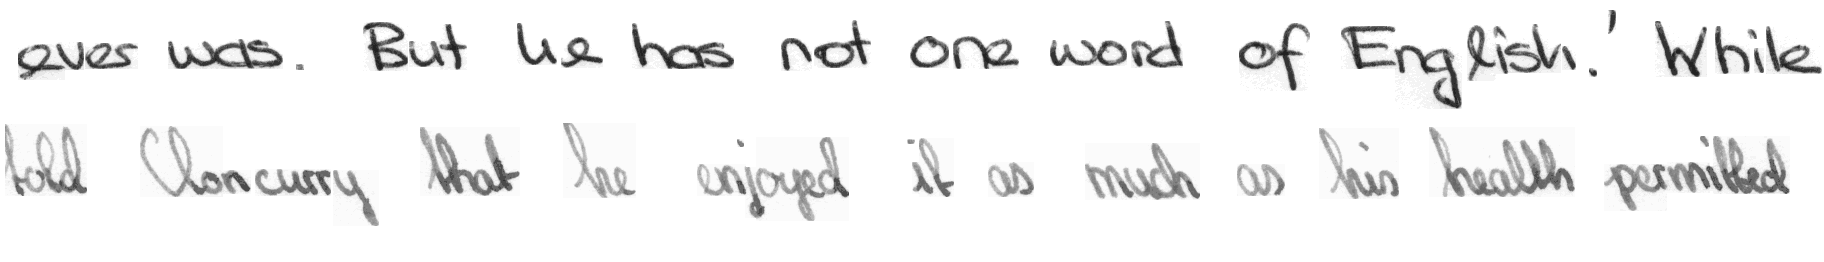 ever was. But he has not one word of English.' While
told Choncurry that he enjoyed it as much as his health permitted